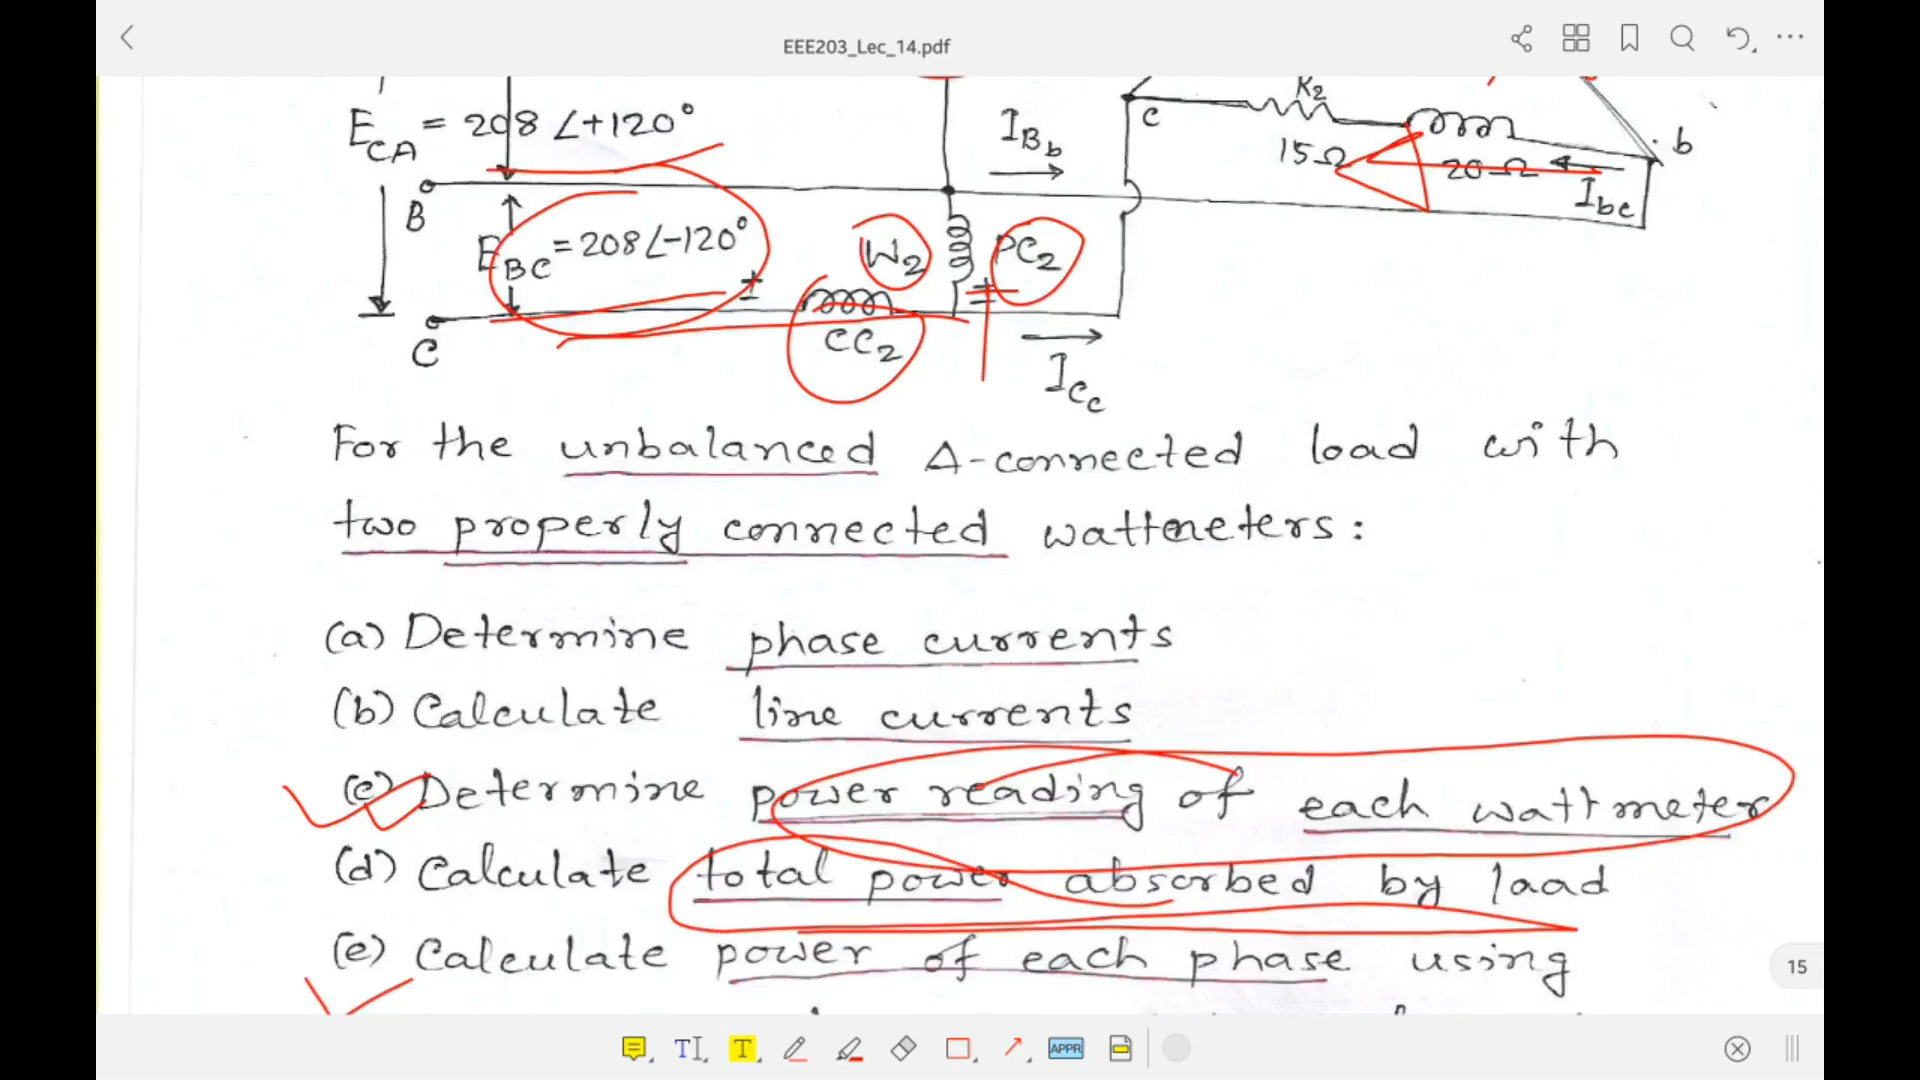 EEE203_Lec_14.pdf
E_CA = 208 ∠+120°
B
E_BC = 208∠-120°
±
W₂
PC₂
±
CC₂
C
I_Bb
I_Cc
c
R₂
15Ω
20Ω
I_bc
b
For the unbalanced Δ-connected load with
two properly connected wattmeters:
(a) Determine phase currents
(b) Calculate line currents
(c) Determine power reading of each wattmeter
(d) Calculate total power absorbed by load
(e) Calculate power of each phase using
15
T
T
APPR